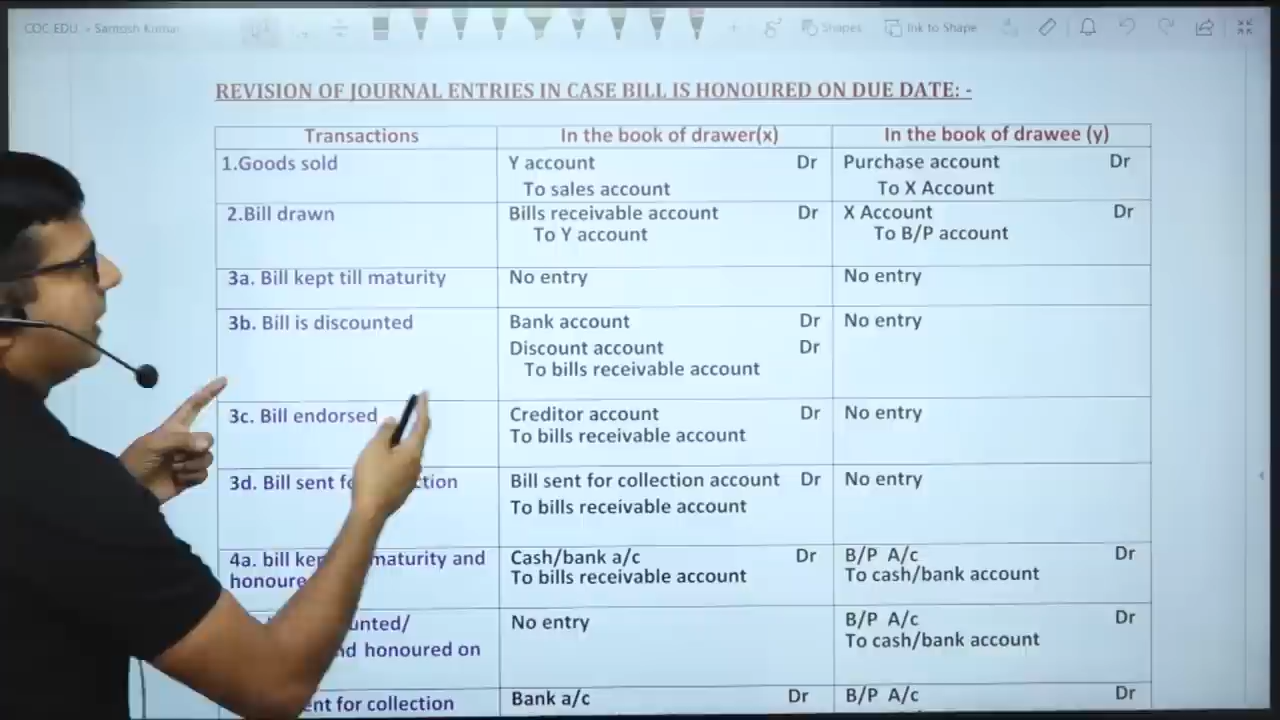 COC EDU. - Santosh Kumar
Shapes
Ink to Shape
REVISION OF JOURNAL ENTRIES IN CASE BILL IS HONOURED ON DUE DATE: -
Transactions In the book of drawer(x) In the book of drawee (y)
1.Goods sold Y account Dr Purchase account Dr
To sales account To X Account
2.Bill drawn Bills receivable account Dr X Account Dr
To Y account To B/P account
3a. Bill kept till maturity No entry No entry
3b. Bill is discounted Bank account Dr No entry
Discount account Dr
To bills receivable account
3c. Bill endorsed Creditor account Dr No entry
To bills receivable account
3d. Bill sent Bill sent for collection account Dr No entry
To bills receivable account
4a. bill maturity and Cash/bank a/c Dr B/P A/c Dr
To bills receivable account To cash/bank account
No entry B/P A/c Dr
honoured on To cash/bank account
for collection Bank a/c Dr B/P A/c Dr